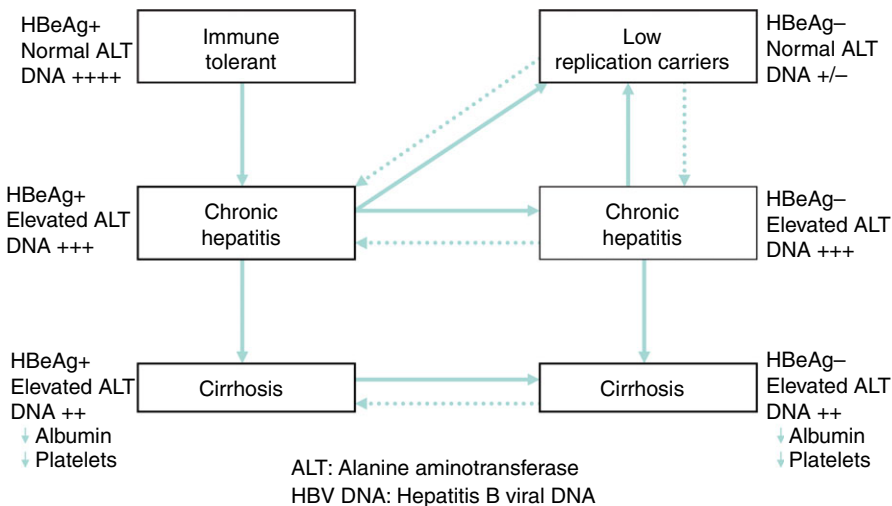 HBeAg+
Normal ALT
DNA ++++
Immune
tolerant
Low
replication carriers
HBeAg–
Normal ALT
DNA +/–
HBeAg+
Elevated ALT
DNA +++
Chronic
hepatitis
Chronic
hepatitis
HBeAg–
Elevated ALT
DNA +++
HBeAg+
Elevated ALT
DNA ++
↓ Albumin
↓ Platelets
Cirrhosis
Cirrhosis
HBeAg–
Elevated ALT
DNA ++
↓ Albumin
↓ Platelets
ALT: Alanine aminotransferase
HBV DNA: Hepatitis B viral DNA